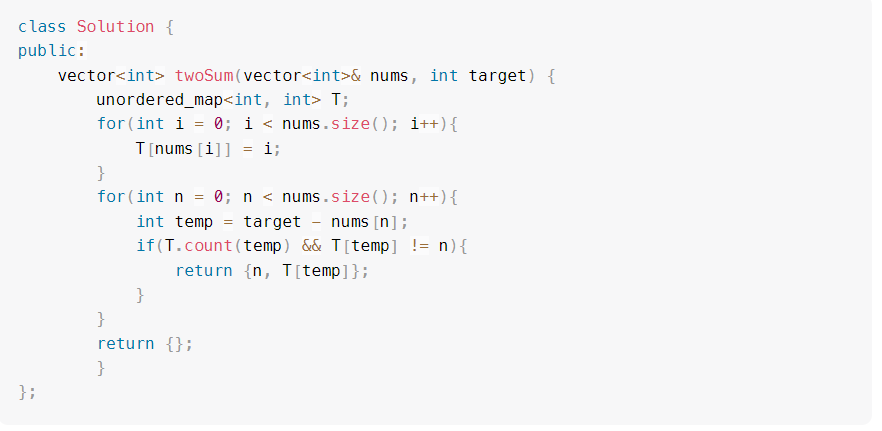 class Solution {
public:
    vector<int> twoSum(vector<int>& nums, int target) {
        unordered_map<int, int> T;
        for(int i = 0; i < nums.size(); i++){
            T[nums[i]] = i;
        }
        for(int n = 0; n < nums.size(); n++){
            int temp = target - nums[n];
            if(T.count(temp) && T[temp] != n){
                return {n, T[temp]};
            }
        }
        return {};
        }
};